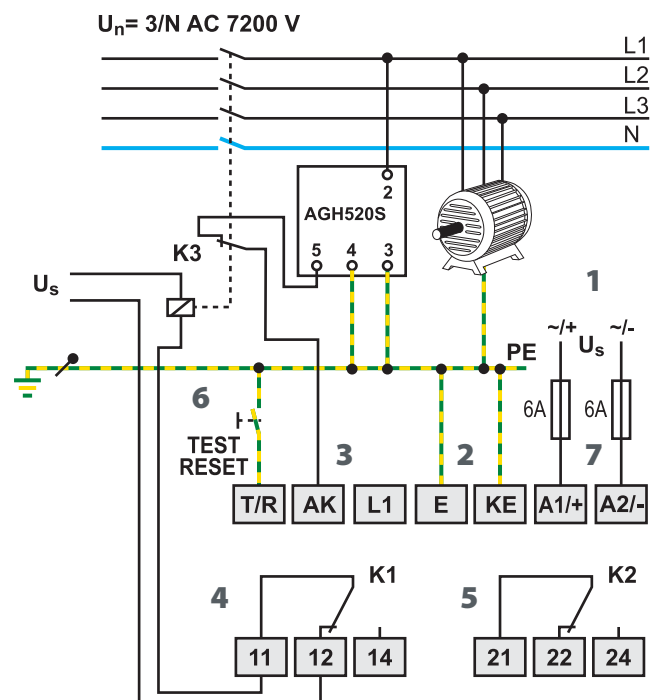 Un= 3/N AC 7200 V
L1
L2
L3
N
2
AGH520S
5 4 3
K3
Us
1
PE
~/+ Us ~/-
6A 6A
6
TEST
RESET
3
2
7
T/R AK L1 E KE A1/+ A2/-
4
K1
5
K2
11 12 14 21 22 24